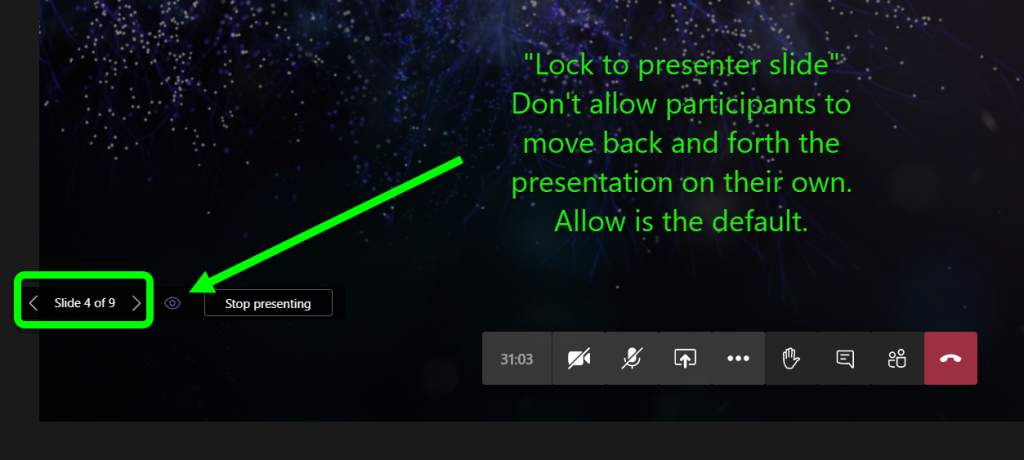 "Lock to presenter slide"
Don't allow participants to
move back and forth the
presentation on their own.
Allow is the default.
Slide 4 of 9
Stop presenting
31:03